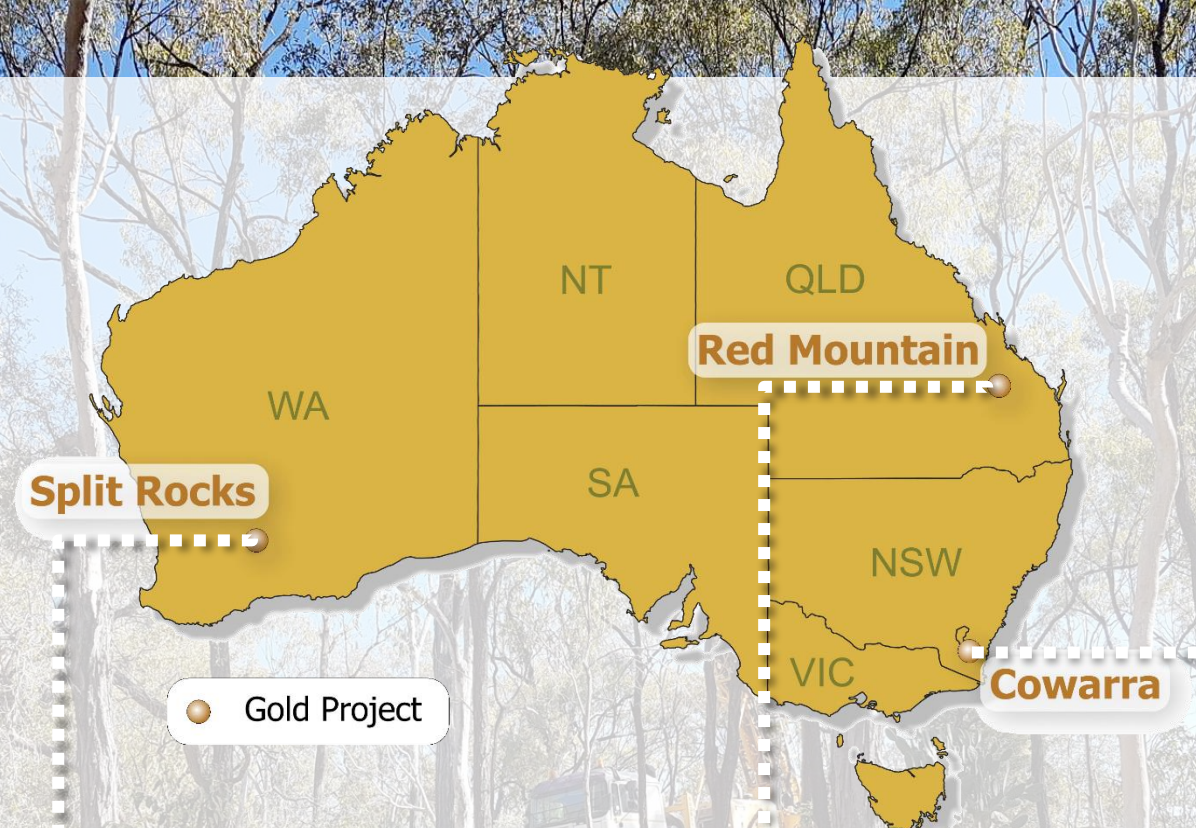 NT
QLD
Red Mountain
WA
Split Rocks
SA
NSW
VIC
Cowarra
Gold Project